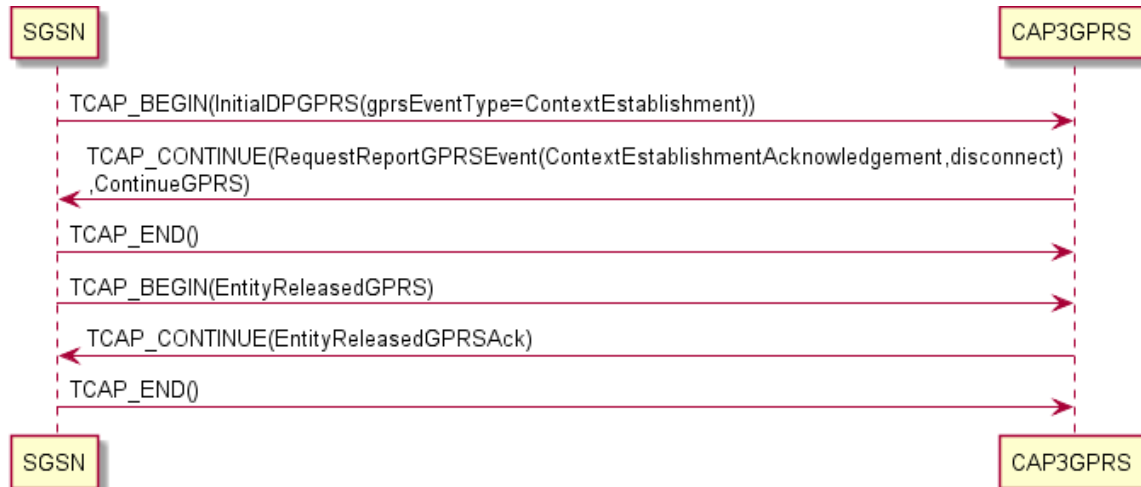 SGSN
CAP3GPRS
TCAP_BEGIN(InitialDPGPRS(gprsEventType=ContextEstablishment))
TCAP_CONTINUE(RequestReportGPRSEvent(ContextEstablishmentAcknowledgement,disconnect)
,ContinueGPRS)
TCAP_END()
TCAP_BEGIN(EntityReleasedGPRS)
TCAP_CONTINUE(EntityReleasedGPRSAck)
TCAP_END()
SGSN
CAP3GPRS